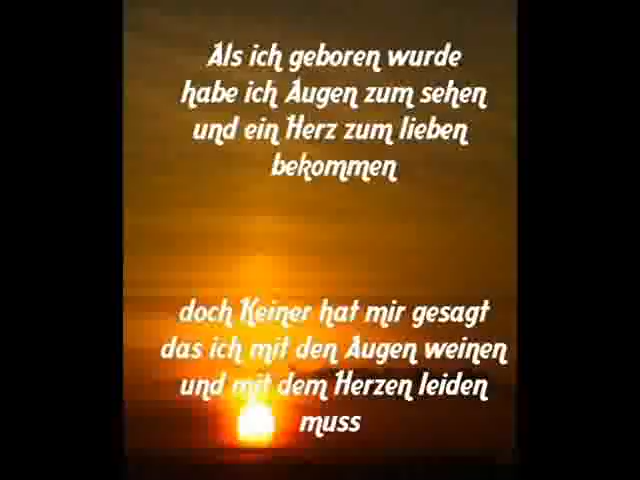 Als ich geboren wurde
habe ich Augen zum sehen
und ein Herz zum lieben
bekommen
doch Keiner hat mir gesagt
das ich mit den Augen weinen
und mit dem Herzen leiden
muss